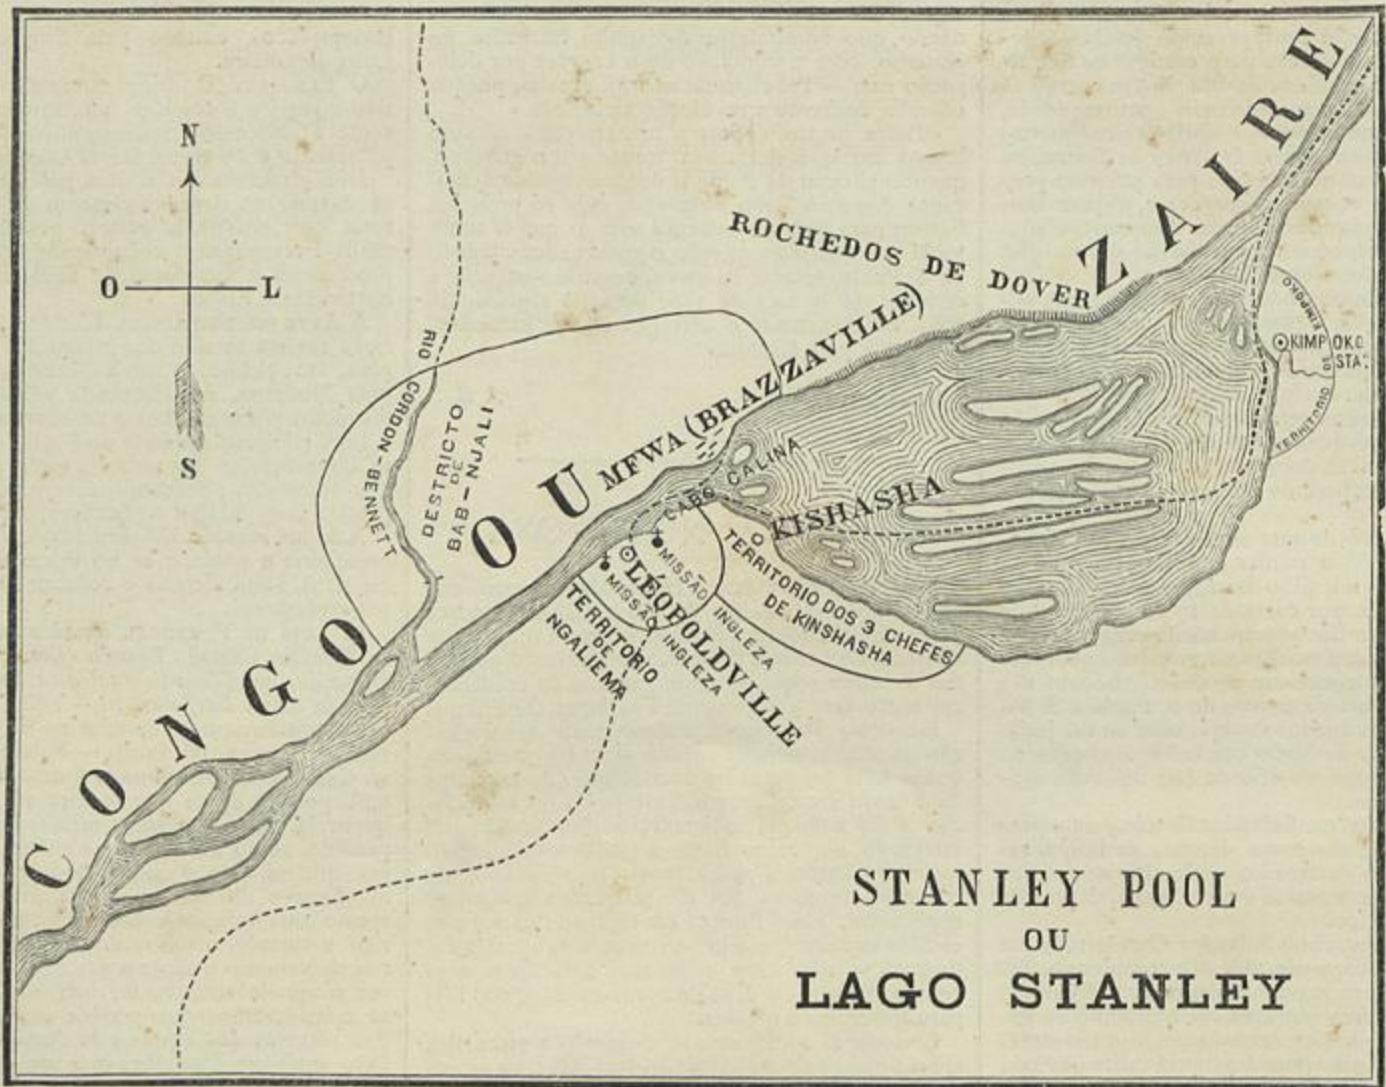 N
O L
S
CONGO OU ZAIRE
ROCHEDOS DE DOVER
MFWA (BRAZZAVILLE)
RIO
CORDON-BENNETT
DESTRICTO
DE
BAB-NJALI
CABO CALINA
KISHASHA
KIMPOKO
STA.
TERRITORIO DE KIMPOKO
TERRITORIO DOS 3 CHEFES
DE KINSHASHA
MISSÃO INGLEZA
LÉOPOLDVILLE
MISSÃO INGLEZA
TERRITORIO
DE
NGALIEMA
STANLEY POOL
OU
LAGO STANLEY